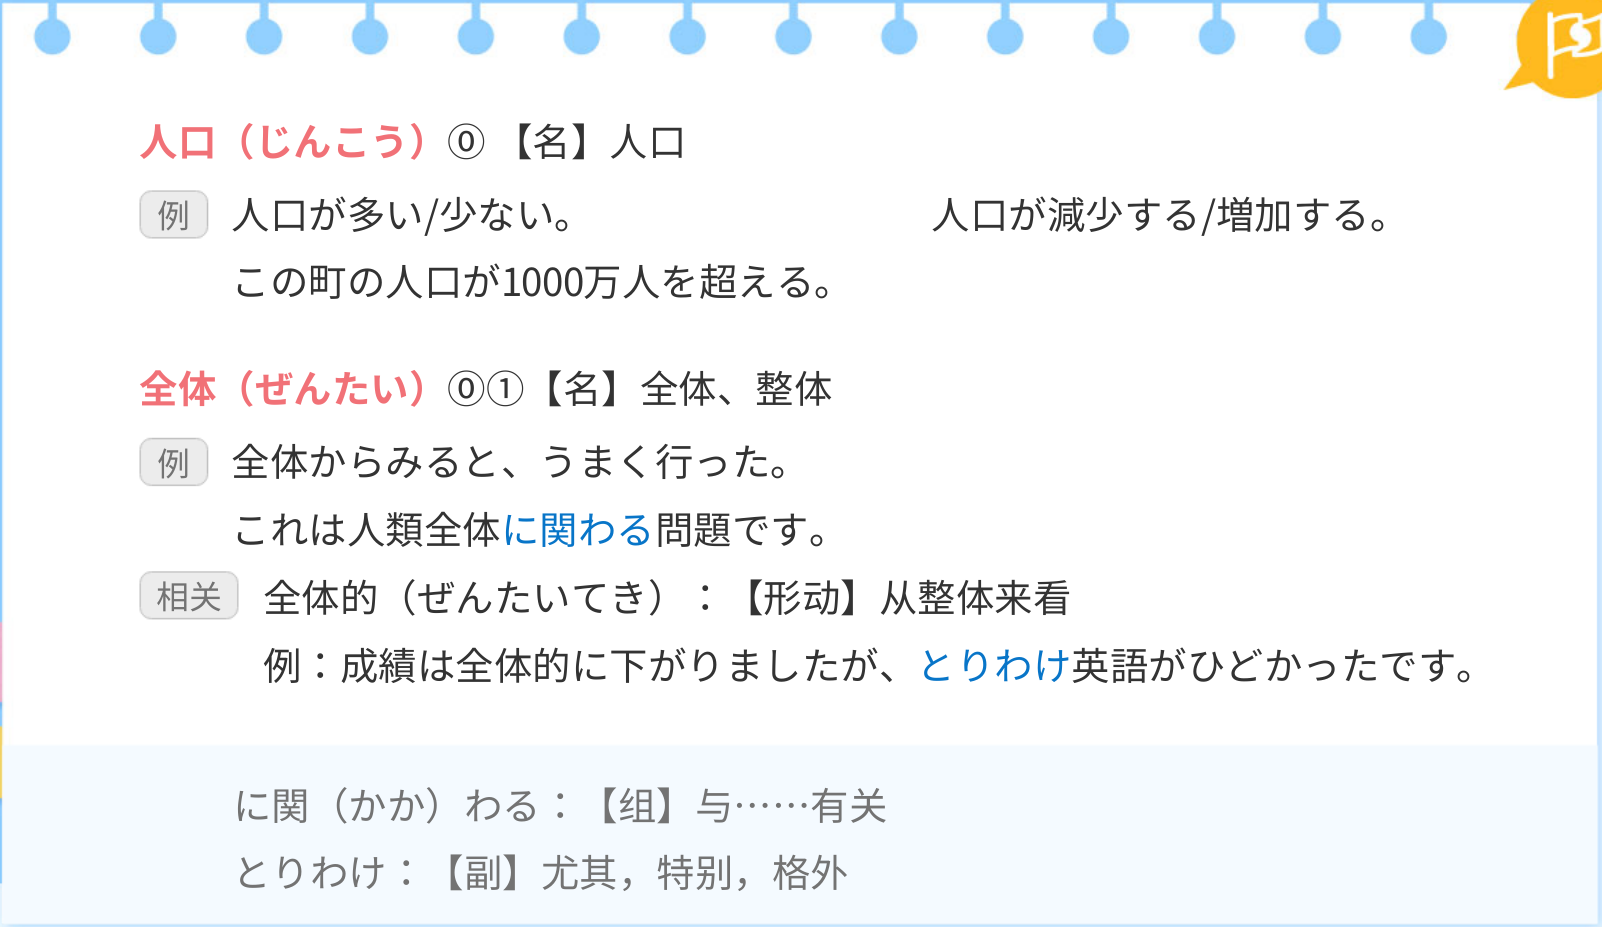 人口（じんこう）⓪ 【名】人口
例 人口が多い/少ない。 人口が減少する/増加する。
この町の人口が1000万人を超える。
全体（ぜんたい）⓪①【名】全体、整体
例 全体からみると、うまく行った。
これは人類全体に関わる問題です。
相关 全体的（ぜんたいてき）：【形动】从整体来看
例：成績は全体的に下がりましたが、とりわけ英語がひどかったです。
に関（かか）わる：【组】与……有关
とりわけ：【副】尤其，特别，格外